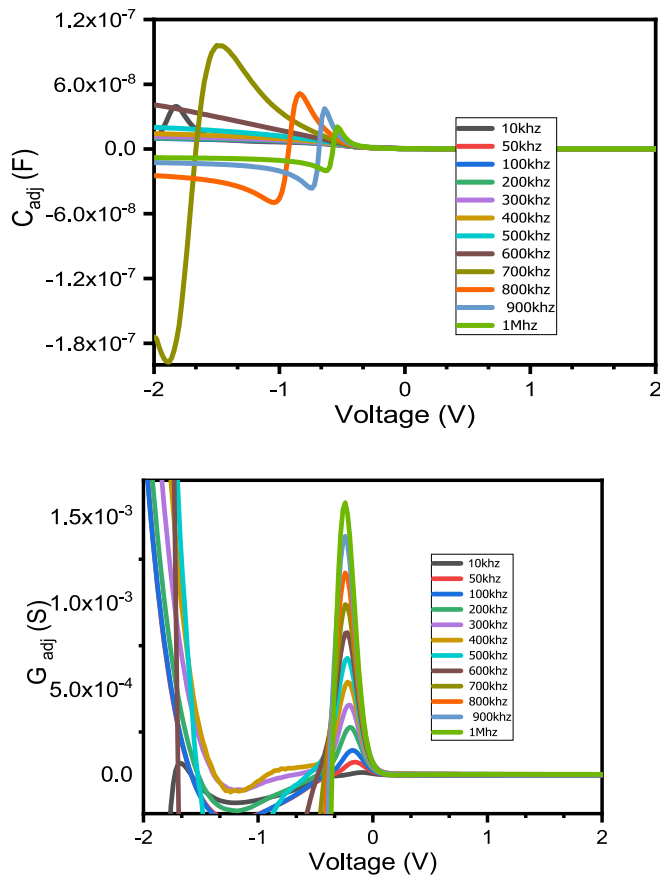 1.2x10⁻⁷
6.0x10⁻⁸
0.0
-6.0x10⁻⁸
-1.2x10⁻⁷
-1.8x10⁻⁷
C_adj (F)
10khz
50khz
100khz
200khz
300khz
400khz
500khz
600khz
700khz
800khz
900khz
1Mhz
-2 -1 0 1 2
Voltage (V)
1.5x10⁻³
1.0x10⁻³
5.0x10⁻⁴
0.0
G_adj (S)
10khz
50khz
100khz
200khz
300khz
400khz
500khz
600khz
700khz
800khz
900khz
1Mhz
-2 -1 0 1 2
Voltage (V)